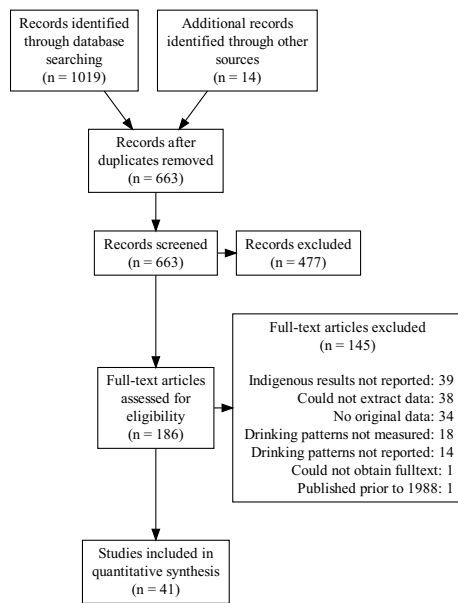 Records identified
through database
searching
(n = 1019)
Additional records
identified through other
sources
(n = 14)
Records after
duplicates removed
(n = 663)
Records screened
(n = 663)
Records excluded
(n = 477)
Full-text articles
assessed for
eligibility
(n = 186)
Full-text articles excluded
(n = 145)
Indigenous results not reported: 39
Could not extract data: 38
No original data: 34
Drinking patterns not measured: 18
Drinking patterns not reported: 14
Could not obtain fulltext: 1
Published prior to 1988: 1
Studies included in
quantitative synthesis
(n = 41)